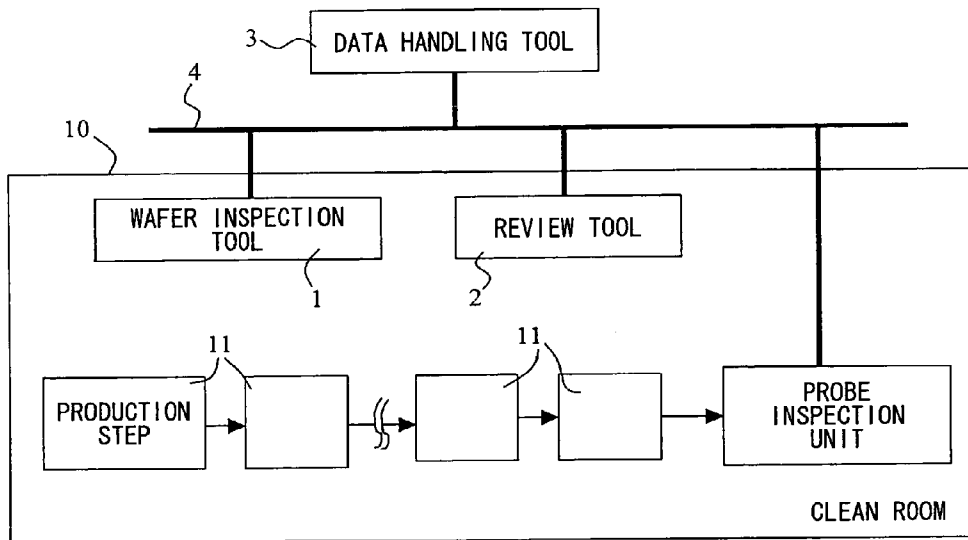 3
DATA HANDLING TOOL
4
10
WAFER INSPECTION
TOOL
REVIEW TOOL
1
2
11
11
PRODUCTION
STEP
PROBE
INSPECTION
UNIT
CLEAN ROOM